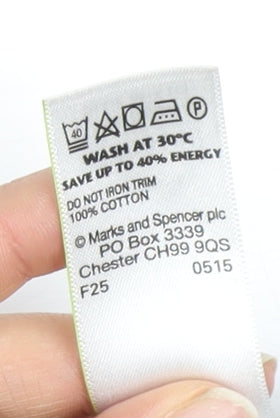 40 P
WASH AT 30°C
SAVE UP TO 40% ENERGY
DO NOT IRON TRIM
100% COTTON
© Marks and Spencer plc
PO Box 3339
Chester CH99 9QS
F25 0515